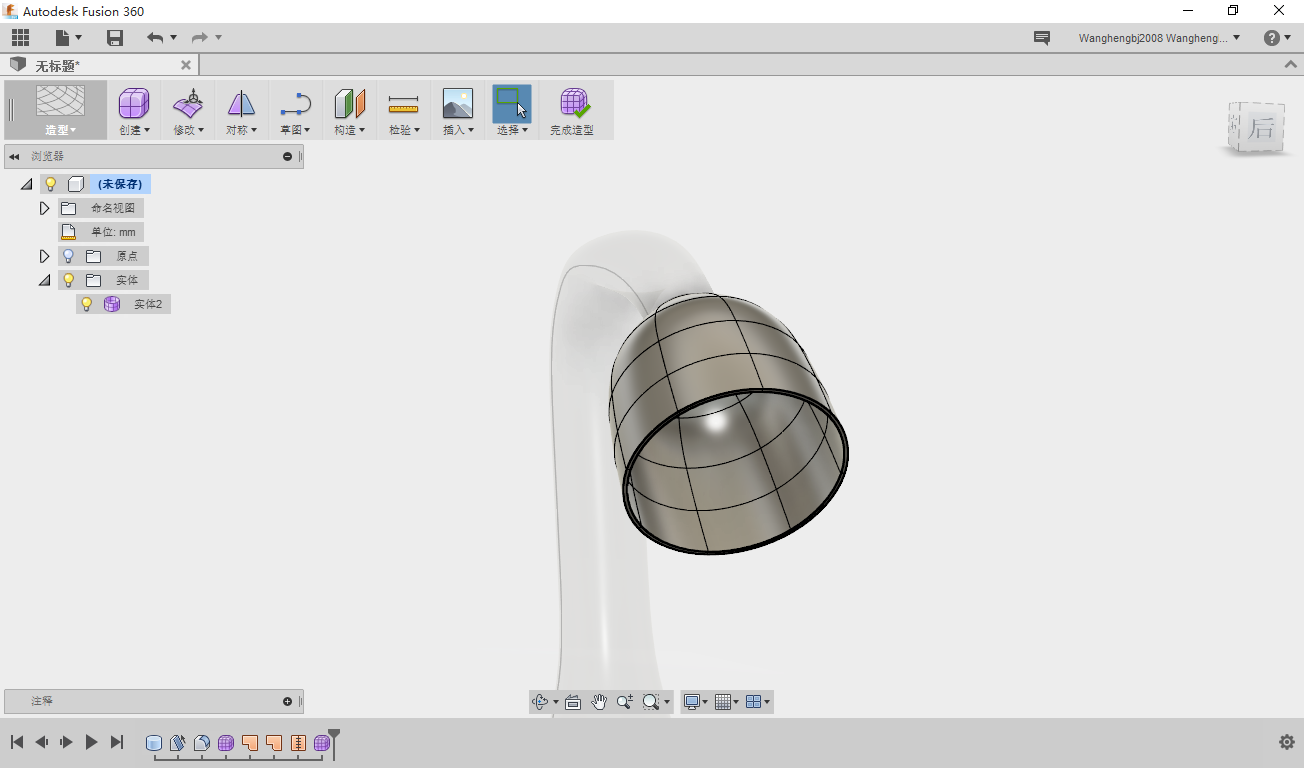 Autodesk Fusion 360
Wanghengbj2008 Wangheng...
无标题*
造型
创建
修改
对称
草图
构造
检验
插入
选择
完成造型
后
浏览器
(未保存)
命名视图
单位: mm
原点
实体
实体2
注释